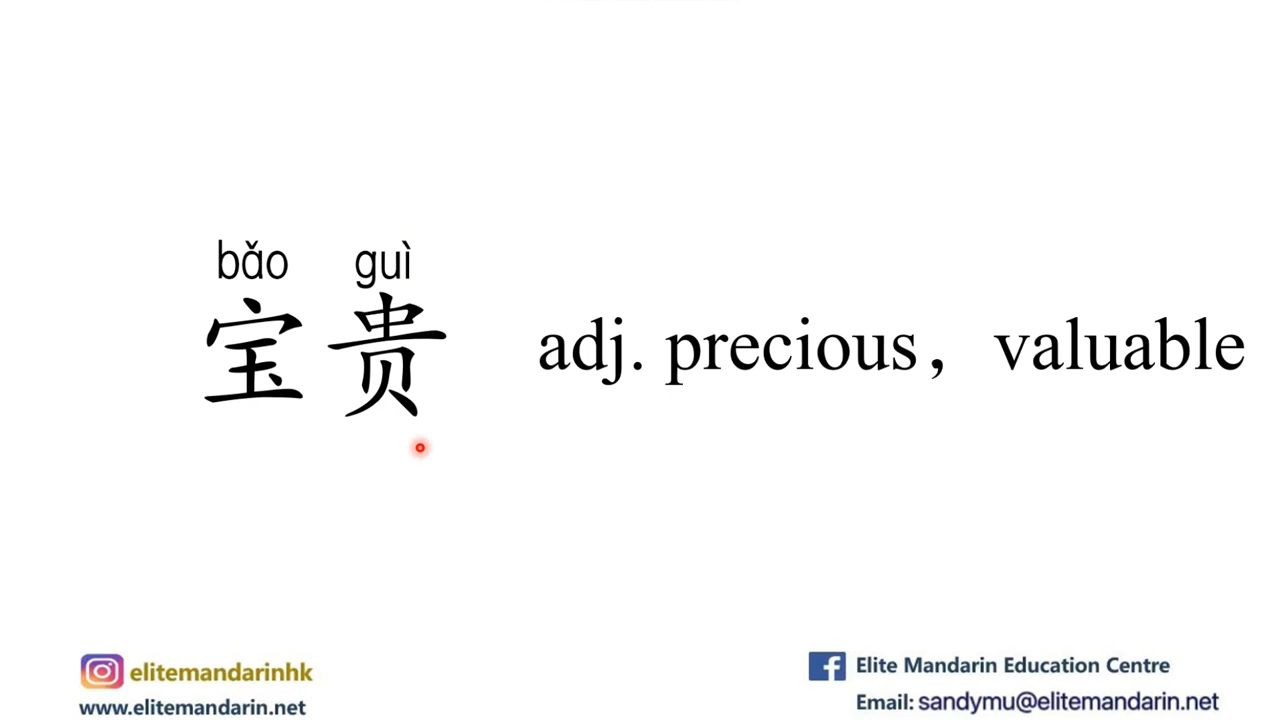 bǎo guì
宝贵 adj. precious，valuable
elitemandarinhk
www.elitemandarin.net
Elite Mandarin Education Centre
Email: sandymu@elitemandarin.net